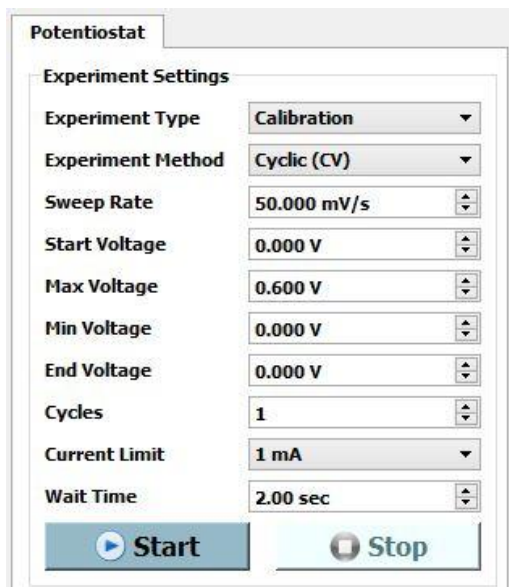 Potentiostat
Experiment Settings
Experiment Type Calibration
Experiment Method Cyclic (CV)
Sweep Rate 50.000 mV/s
Start Voltage 0.000 V
Max Voltage 0.600 V
Min Voltage 0.000 V
End Voltage 0.000 V
Cycles 1
Current Limit 1 mA
Wait Time 2.00 sec
Start Stop